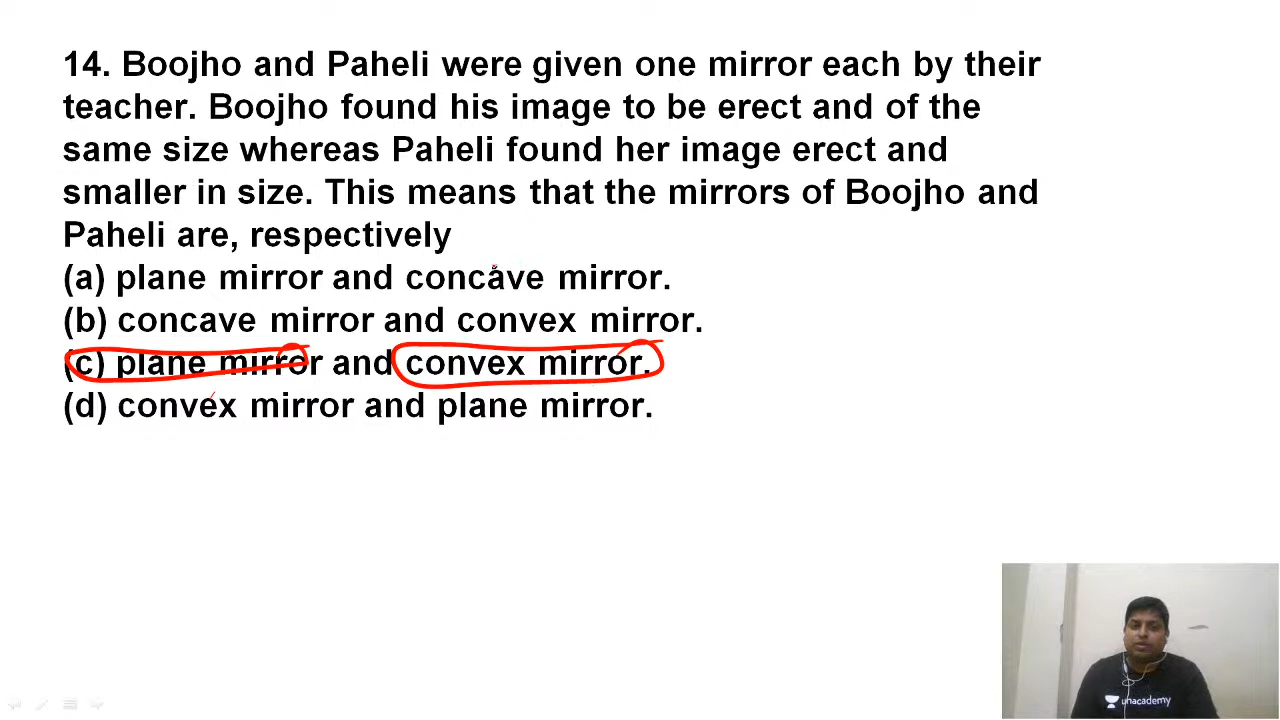 14. Boojho and Paheli were given one mirror each by their
teacher. Boojho found his image to be erect and of the
same size whereas Paheli found her image erect and
smaller in size. This means that the mirrors of Boojho and
Paheli are, respectively
(a) plane mirror and concave mirror.
(b) concave mirror and convex mirror.
(c) plane mirror and convex mirror.
(d) convex mirror and plane mirror.
unacademy